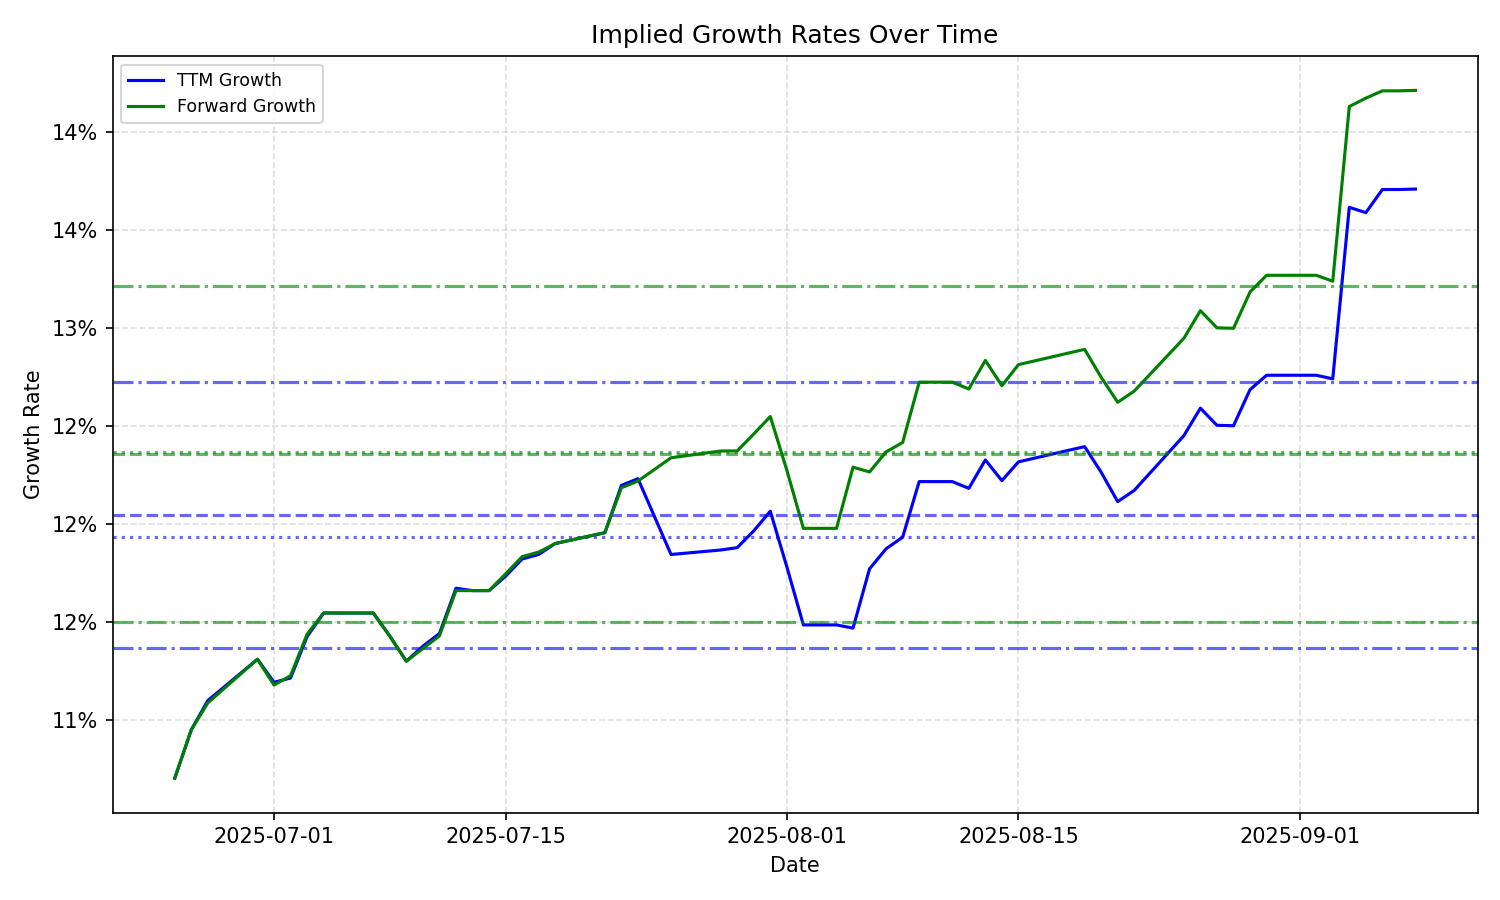 Implied Growth Rates Over Time
TTM Growth
Forward Growth
14%
14%
13%
12%
12%
12%
11%
Growth Rate
2025-07-01
2025-07-15
2025-08-01
2025-08-15
2025-09-01
Date